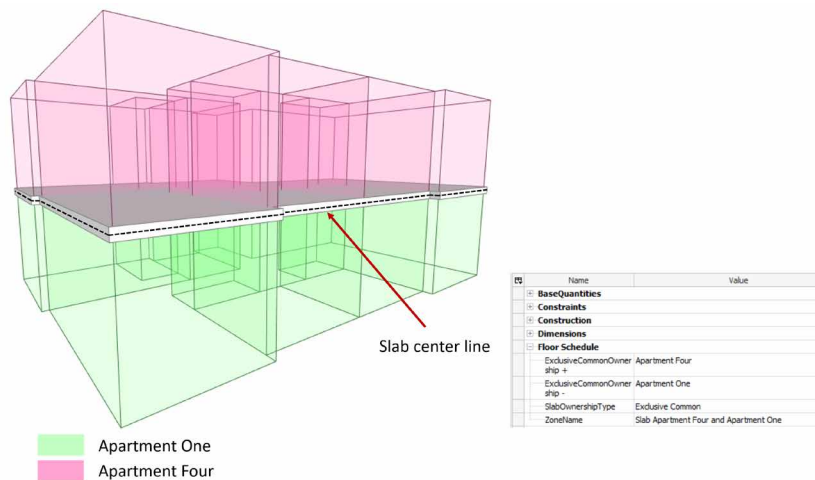 Slab center line
Apartment One
Apartment Four
Name Value
BaseQuantities
Constraints
Construction
Dimensions
Floor Schedule
ExclusiveCommonOwner Apartment Four
ship +
ExclusiveCommonOwner Apartment One
ship -
SlabOwnershipType Exclusive Common
ZoneName Slab Apartment Four and Apartment One